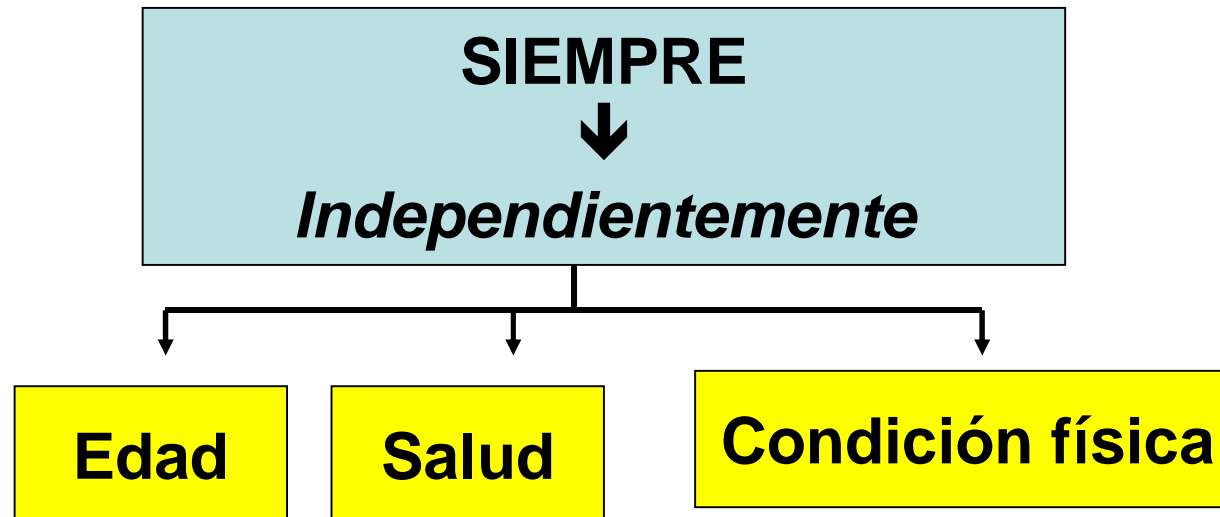 SIEMPRE
Independientemente
Edad
Salud
Condición física